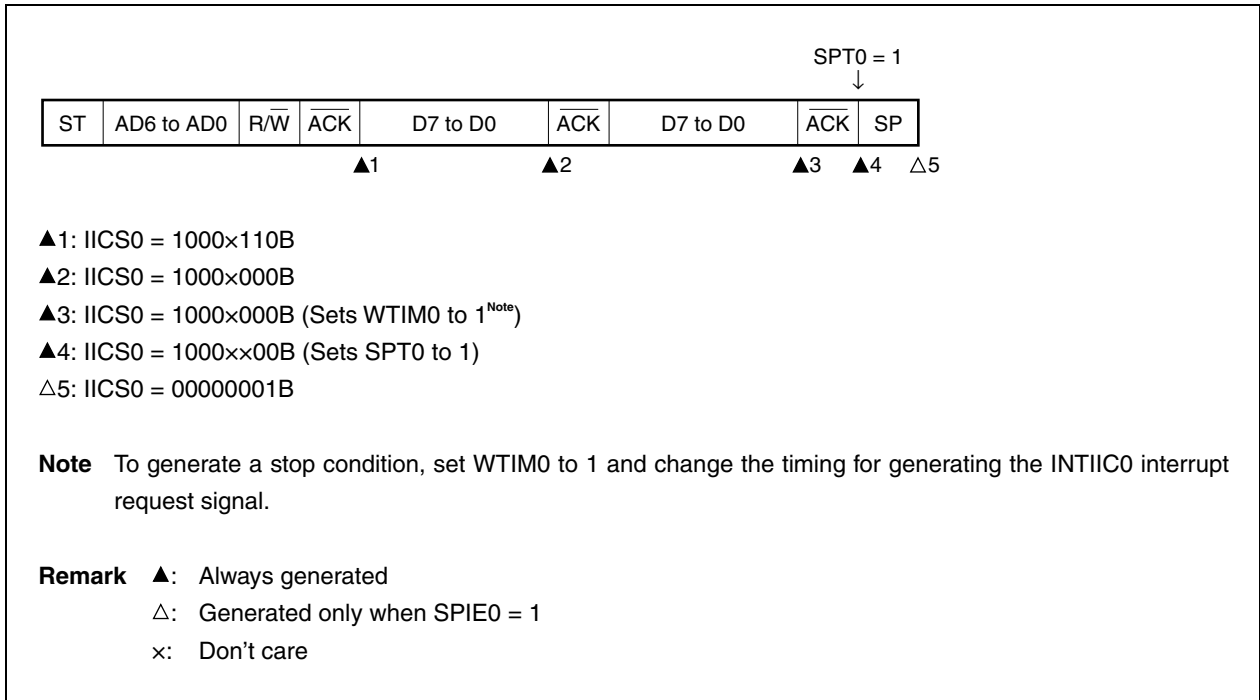 SPT0 = 1
↓
ST AD6 to AD0 R/W̅ A̅C̅K̅ D7 to D0 A̅C̅K̅ D7 to D0 A̅C̅K̅ SP
▲1 ▲2 ▲3 ▲4 △5
▲1: IICS0 = 1000×110B
▲2: IICS0 = 1000×000B
▲3: IICS0 = 1000×000B (Sets WTIM0 to 1Note)
▲4: IICS0 = 1000××00B (Sets SPT0 to 1)
△5: IICS0 = 00000001B
Note To generate a stop condition, set WTIM0 to 1 and change the timing for generating the INTIIC0 interrupt
request signal.
Remark ▲: Always generated
△: Generated only when SPIE0 = 1
×: Don't care